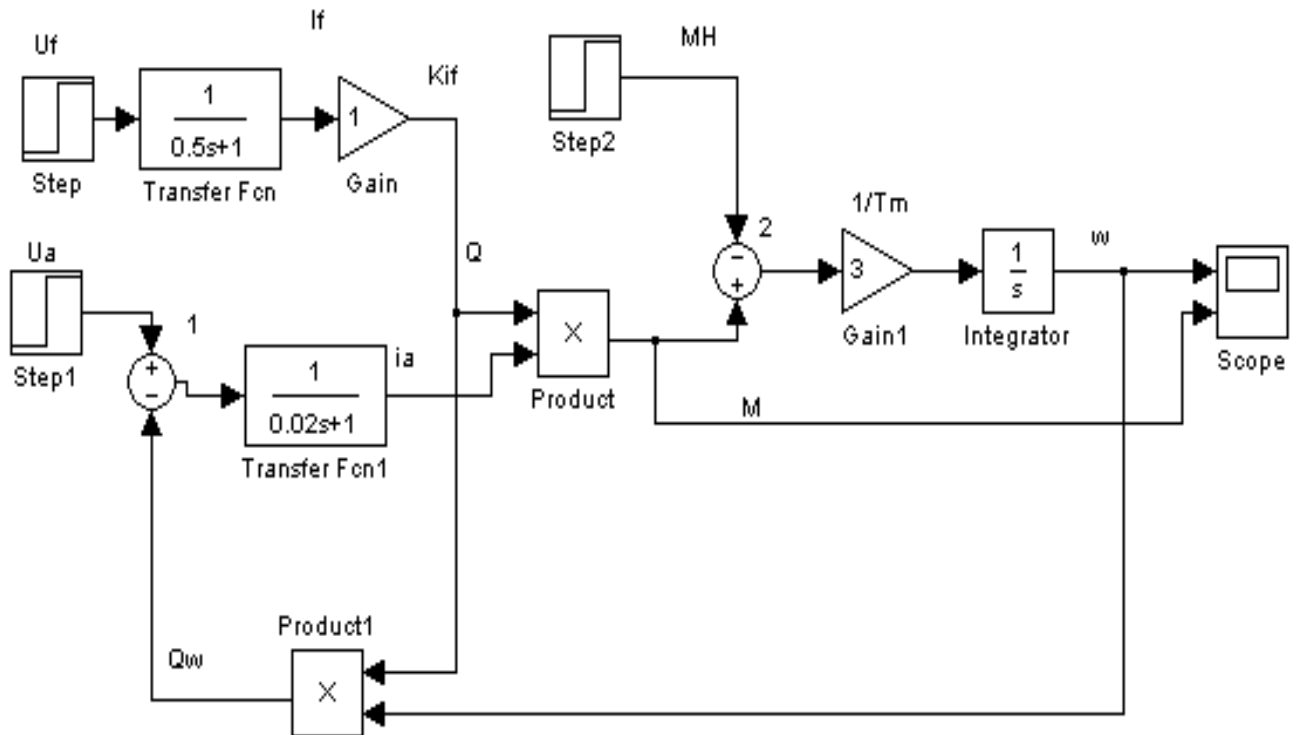 If
Uf
MH
Kif
1
0.5s+1
1
Step
Transfer Fcn
Gain
Step2
1/Tm
Ua
Q
2
−
+
3
1
s
w
Gain1
Integrator
Scope
1
+
−
Step1
1
0.02s+1
ia
X
Product
M
Transfer Fcn1
Product1
Qw
X